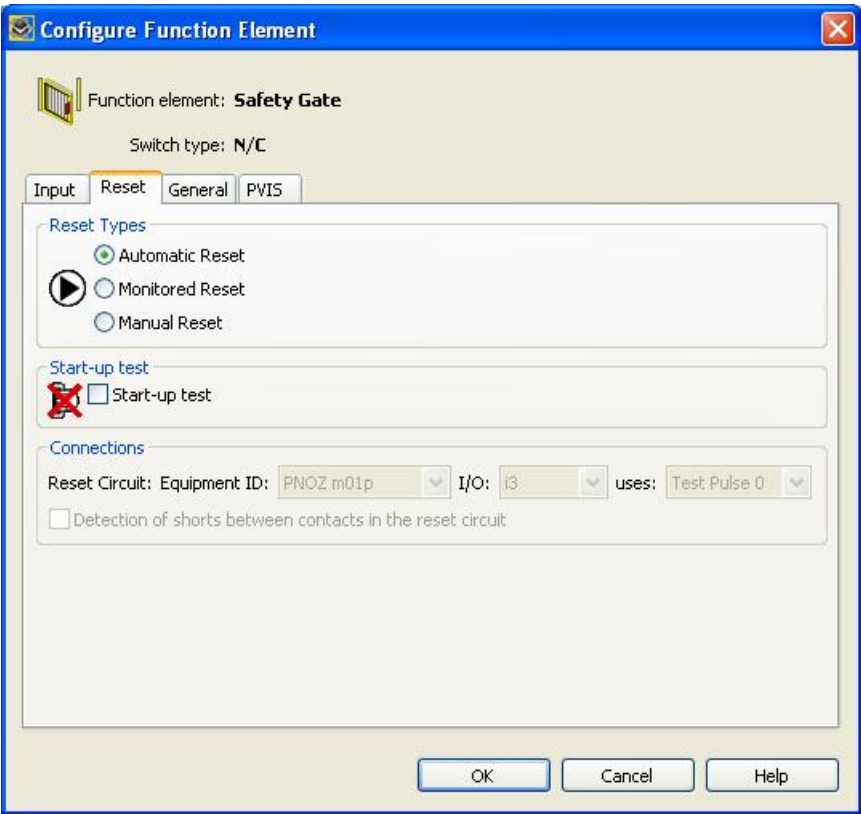 Configure Function Element
Function element: Safety Gate
Switch type: N/C
Input Reset General PVIS
Reset Types
Automatic Reset
Monitored Reset
Manual Reset
Start-up test
Start-up test
Connections
Reset Circuit: Equipment ID: PNOZ m01p I/O: i3 uses: Test Pulse 0
Detection of shorts between contacts in the reset circuit
OK Cancel Help